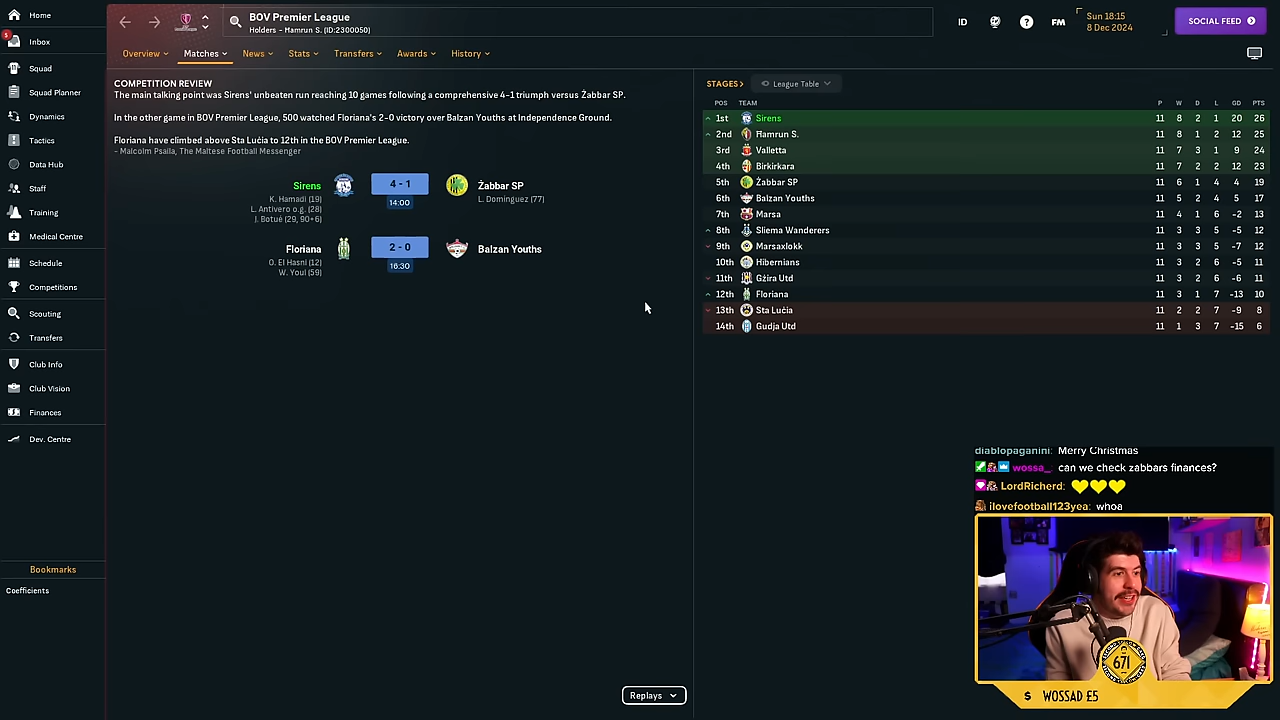 Home
Inbox
Squad
Squad Planner
Dynamics
Tactics
Data Hub
Staff
Training
Medical Centre
Schedule
Competitions
Scouting
Transfers
Club Info
Club Vision
Finances
Dev. Centre
Bookmarks
Coefficients
BOV Premier League
Holders - Ħamrun S. (ID:2300050)
ID
FM
Sun 18:15
8 Dec 2024
SOCIAL FEED
Overview
Matches
News
Stats
Transfers
Awards
History
COMPETITION REVIEW
The main talking point was Sirens' unbeaten run reaching 10 games following a comprehensive 4-1 triumph versus Żabbar SP.
In the other game in BOV Premier League, 500 watched Floriana's 2-0 victory over Balzan Youths at Independence Ground.
Floriana have climbed above Sta Luċia to 12th in the BOV Premier League.
- Malcolm Psaila, The Maltese Football Messenger
Sirens 4 - 1 Żabbar SP
14:00
K. Hamadi (19)
L. Antivero o.g. (28)
J. Botué (29, 90+6)
L. Dominguez (77)
Floriana 2 - 0 Balzan Youths
16:30
O. El Hasni (12)
W. Youl (59)
Replays
STAGES> League Table
POS TEAM P W D L GD PTS
1st Sirens 11 8 2 1 20 26
2nd Ħamrun S. 11 8 1 2 12 25
3rd Valletta 11 7 3 1 9 24
4th Birkirkara 11 7 2 2 12 23
5th Żabbar SP 11 6 1 4 4 19
6th Balzan Youths 11 5 2 4 5 17
7th Marsa 11 4 1 6 -2 13
8th Sliema Wanderers 11 3 3 5 -5 12
9th Marsaxlokk 11 3 3 5 -7 12
10th Hibernians 11 3 2 6 -5 11
11th Gżira Utd 11 3 2 6 -6 11
12th Floriana 11 3 1 7 -13 10
13th Sta Luċia 11 2 2 7 -9 8
14th Gudja Utd 11 1 3 7 -15 6
diablopaganini: Merry Christmas
wossa_: can we check zabbars finances?
LordRicherd: 💛💛💛
ilovefootball123yea: whoa
671
$ WOSSAD £5